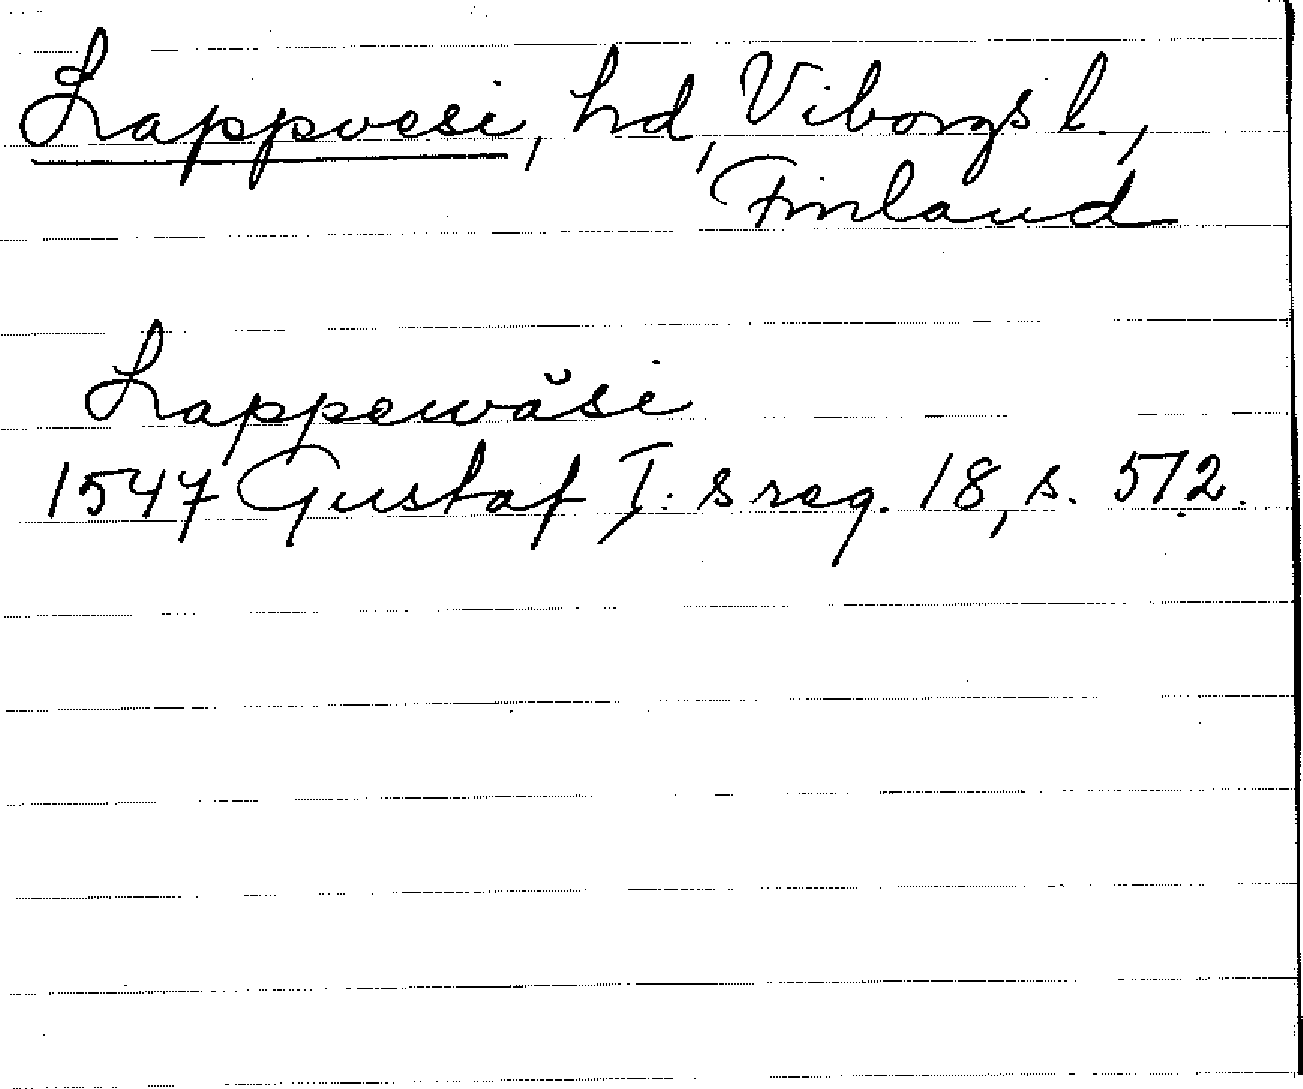 Lappvesi, hd, Viborgs l.,
Finland
Lappewäsi
1547 Gustaf I:s reg. 18, s. 572.